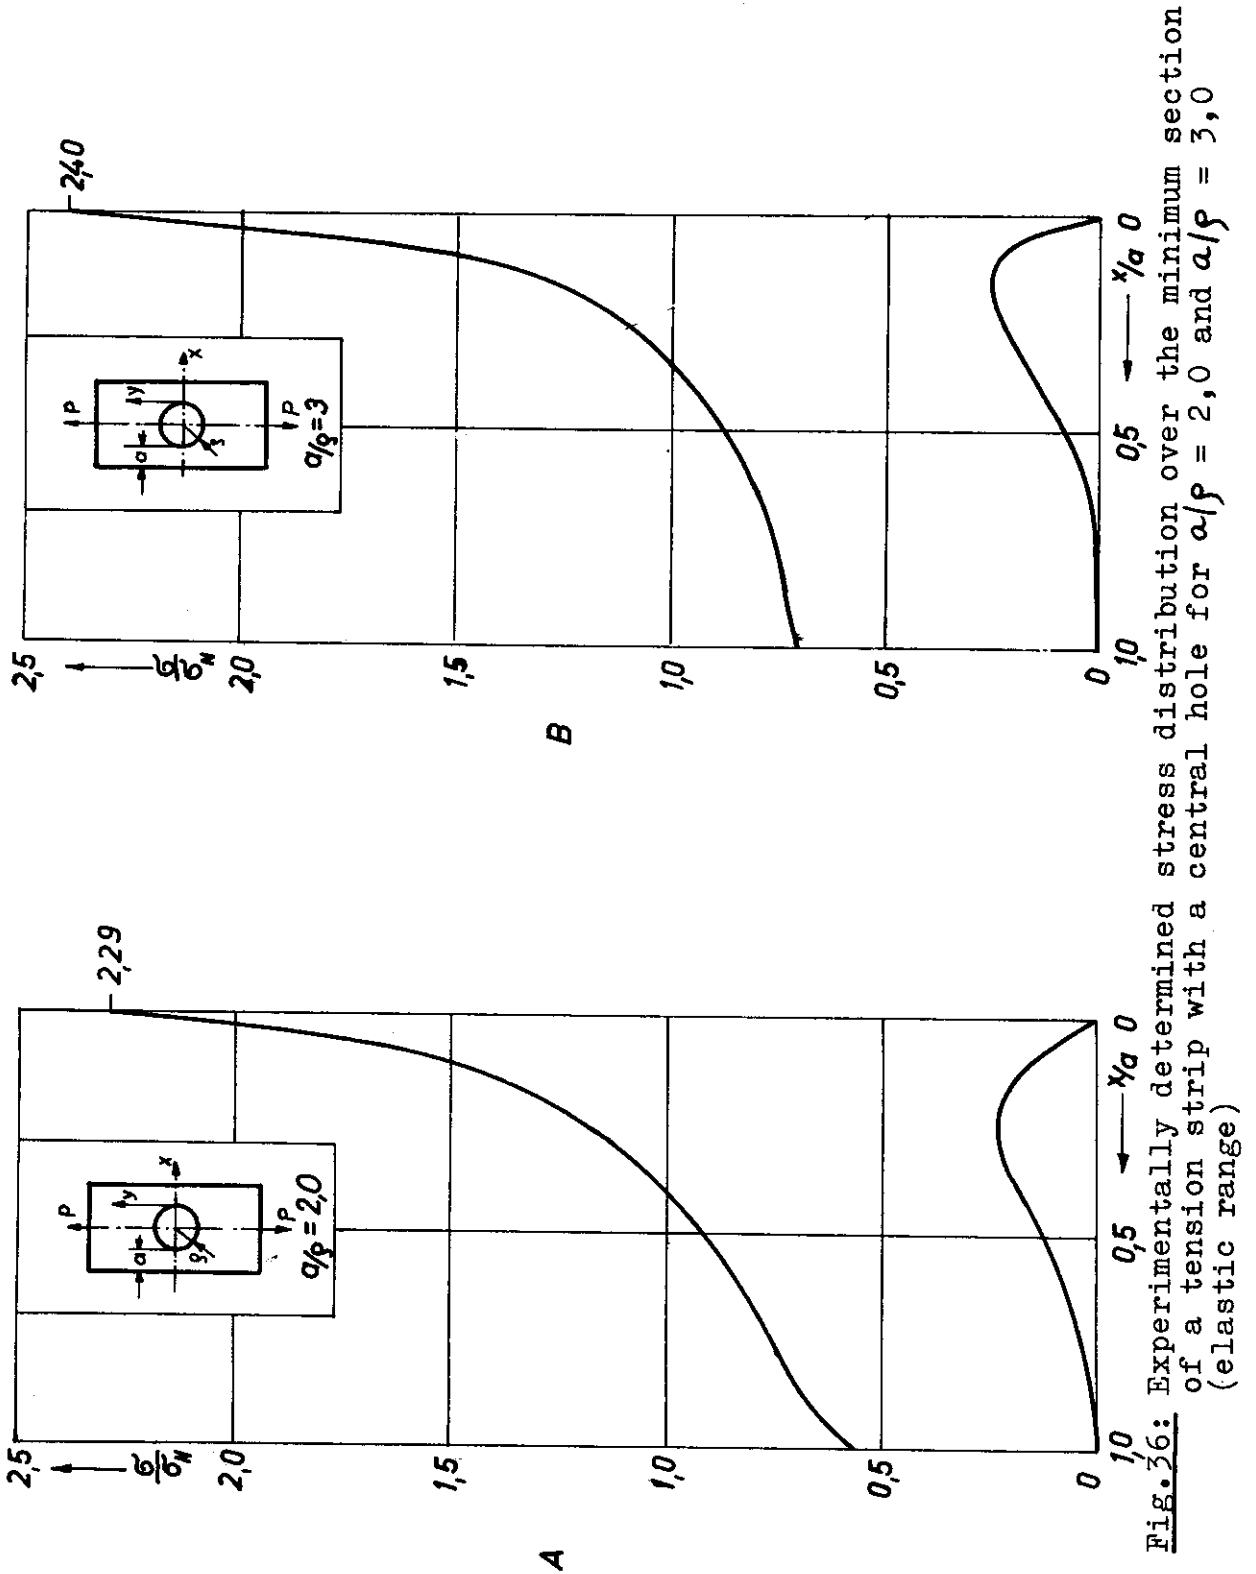 2,5
σ/σN
2,0
1,5
1,0
0,5
0
1,0
0,5
x/a
0
2,29
P
a
y
x
ρ
P
a/ρ = 2,0
A
2,5
σ/σN
2,0
1,5
1,0
0,5
0
1,0
0,5
x/a
0
2,40
P
a
y
x
ρ
P
a/ρ = 3
B
Fig.36: Experimentally determined stress distribution over the minimum section
of a tension strip with a central hole for a/ρ = 2,0 and a/ρ = 3,0
(elastic range)